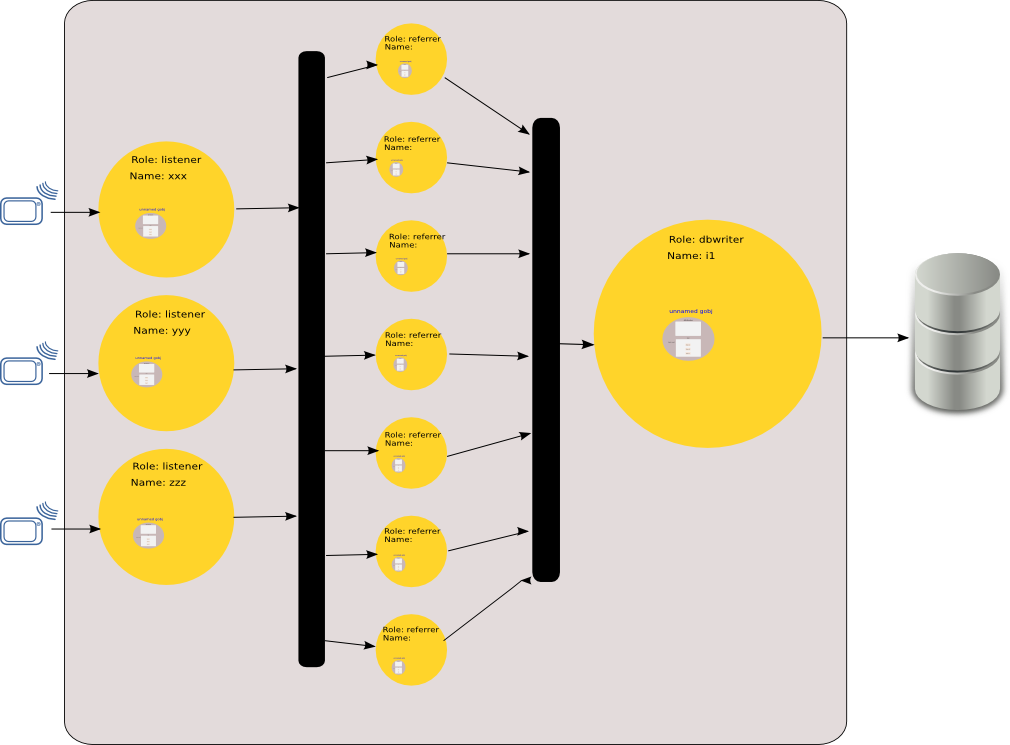 Role: listener
Name: xxx
unnamed gobj
Role: listener
Name: yyy
unnamed gobj
Role: listener
Name: zzz
unnamed gobj
Role: referrer
Name:
Role: referrer
Name:
Role: referrer
Name:
Role: referrer
Name:
Role: referrer
Name:
Role: referrer
Name:
Role: referrer
Name:
Role: dbwriter
Name: i1
unnamed gobj